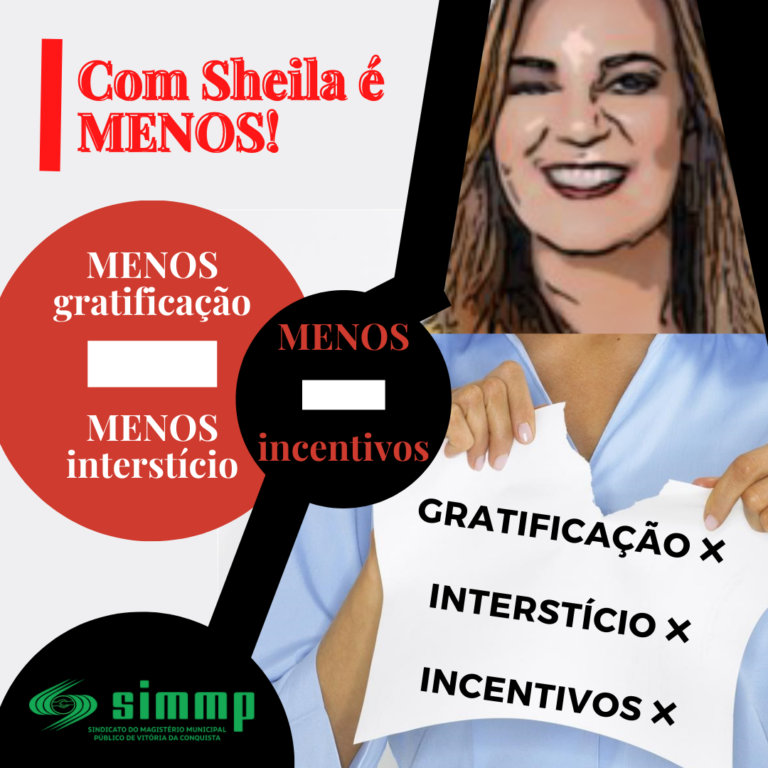 Com Sheila é
MENOS!
MENOS
gratificação
MENOS
interstício
MENOS
incentivos
GRATIFICAÇÃO ×
INTERSTÍCIO ×
INCENTIVOS ×
simmp
SINDICATO DO MAGISTÉRIO MUNICIPAL
PÚBLICO DE VITÓRIA DA CONQUISTA